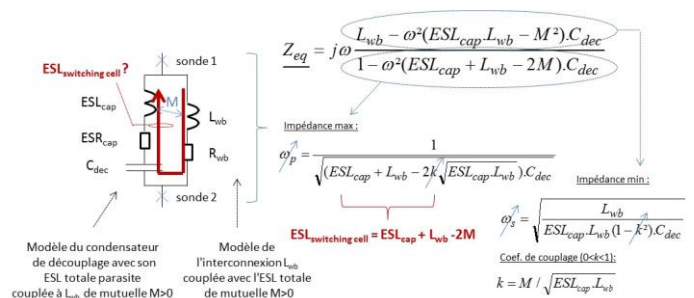 sonde 1
ESLswitching cell ?
ESLcap
M
Lwb
ESRcap
Rwb
Cdec
sonde 2
Modèle du condensateur
de découplage avec son
ESL totale parasite
couplée à Lwb de mutuelle M>0
Modèle de
l'interconnexion Lwb
couplée avec l'ESL totale
de mutuelle M>0
Zeq = jω (Lwb − ω²(ESLcap.Lwb − M²).Cdec) / (1 − ω²(ESLcap + Lwb − 2M).Cdec)
Impédance max :
ωp = 1 / √((ESLcap + Lwb − 2k√(ESLcap.Lwb)).Cdec)
ESLswitching cell = ESLcap + Lwb -2M
Impédance min :
ωs = √(Lwb / (ESLcap.Lwb(1 − k²).Cdec))
Coef. de couplage (0<k<1):
k = M / √(ESLcap.Lwb)